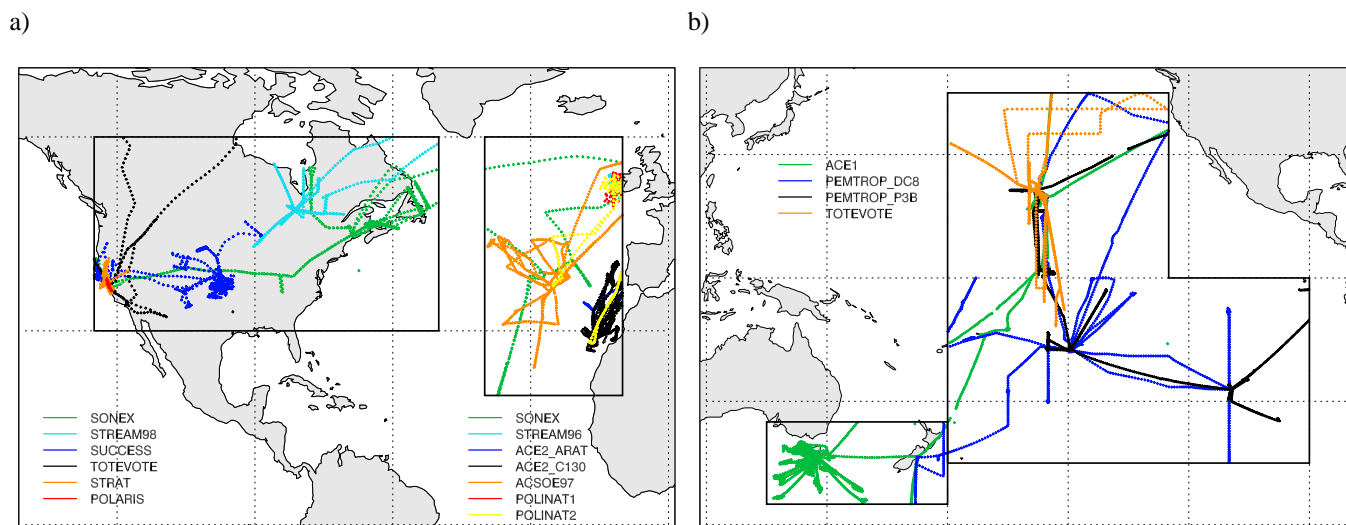 a)
SONEX
STREAM98
SUCCESS
TOTEVOTE
STRAT
POLARIS
SONEX
STREAM96
ACE2_ARAT
ACE2_C130
ACSOE97
POLINAT1
POLINAT2
b)
ACE1
PEMTROP_DC8
PEMTROP_P3B
TOTEVOTE